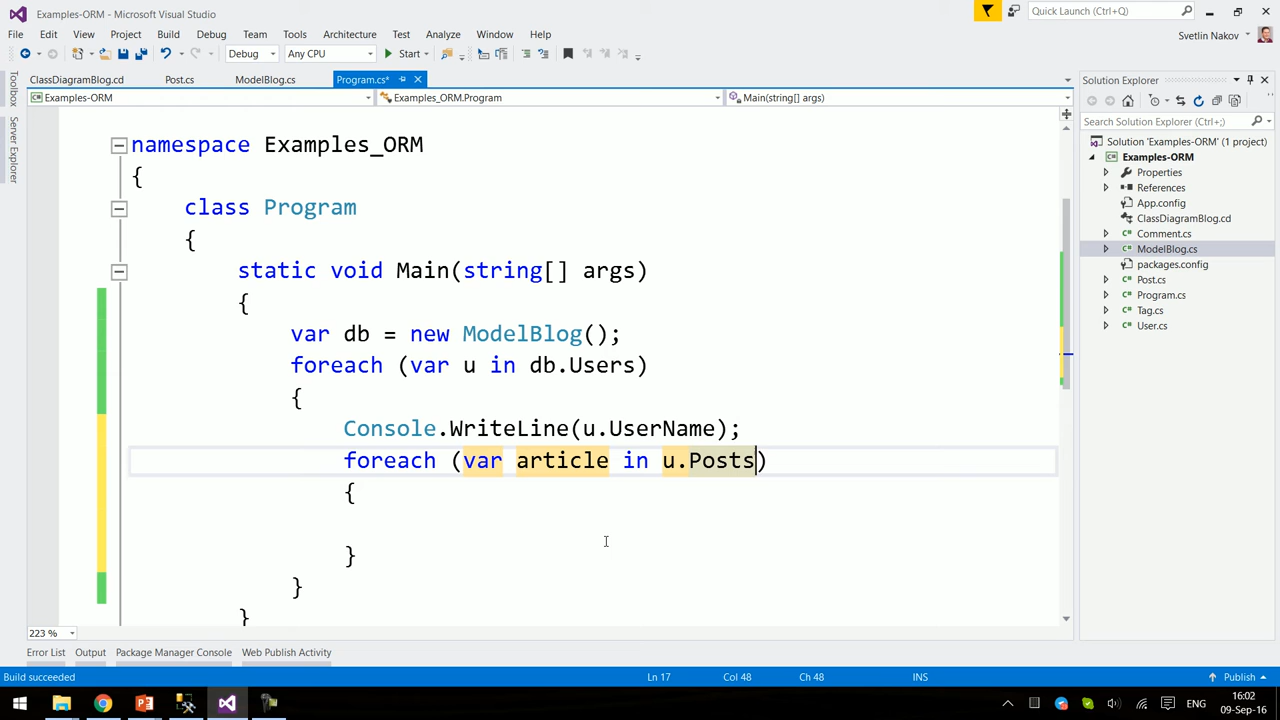 Examples-ORM - Microsoft Visual Studio
Quick Launch (Ctrl+Q)
File Edit View Project Build Debug Team Tools Architecture Test Analyze Window Help
Svetlin Nakov
Debug Any CPU Start
ClassDiagramBlog.cd Post.cs ModelBlog.cs Program.cs*
Solution Explorer
Examples-ORM Examples_ORM.Program Main(string[] args)
Toolbox
Server Explorer
namespace Examples_ORM
{
class Program
{
static void Main(string[] args)
{
var db = new ModelBlog();
foreach (var u in db.Users)
{
Console.WriteLine(u.UserName);
foreach (var article in u.Posts)
{
}
}
}
Search Solution Explorer (Ctrl+;)
Solution 'Examples-ORM' (1 project)
Examples-ORM
Properties
References
App.config
ClassDiagramBlog.cd
Comment.cs
ModelBlog.cs
packages.config
Post.cs
Program.cs
Tag.cs
User.cs
223 %
Error List Output Package Manager Console Web Publish Activity
Build succeeded Ln 17 Col 48 Ch 48 INS Publish
ENG
16:02
09-Sep-16